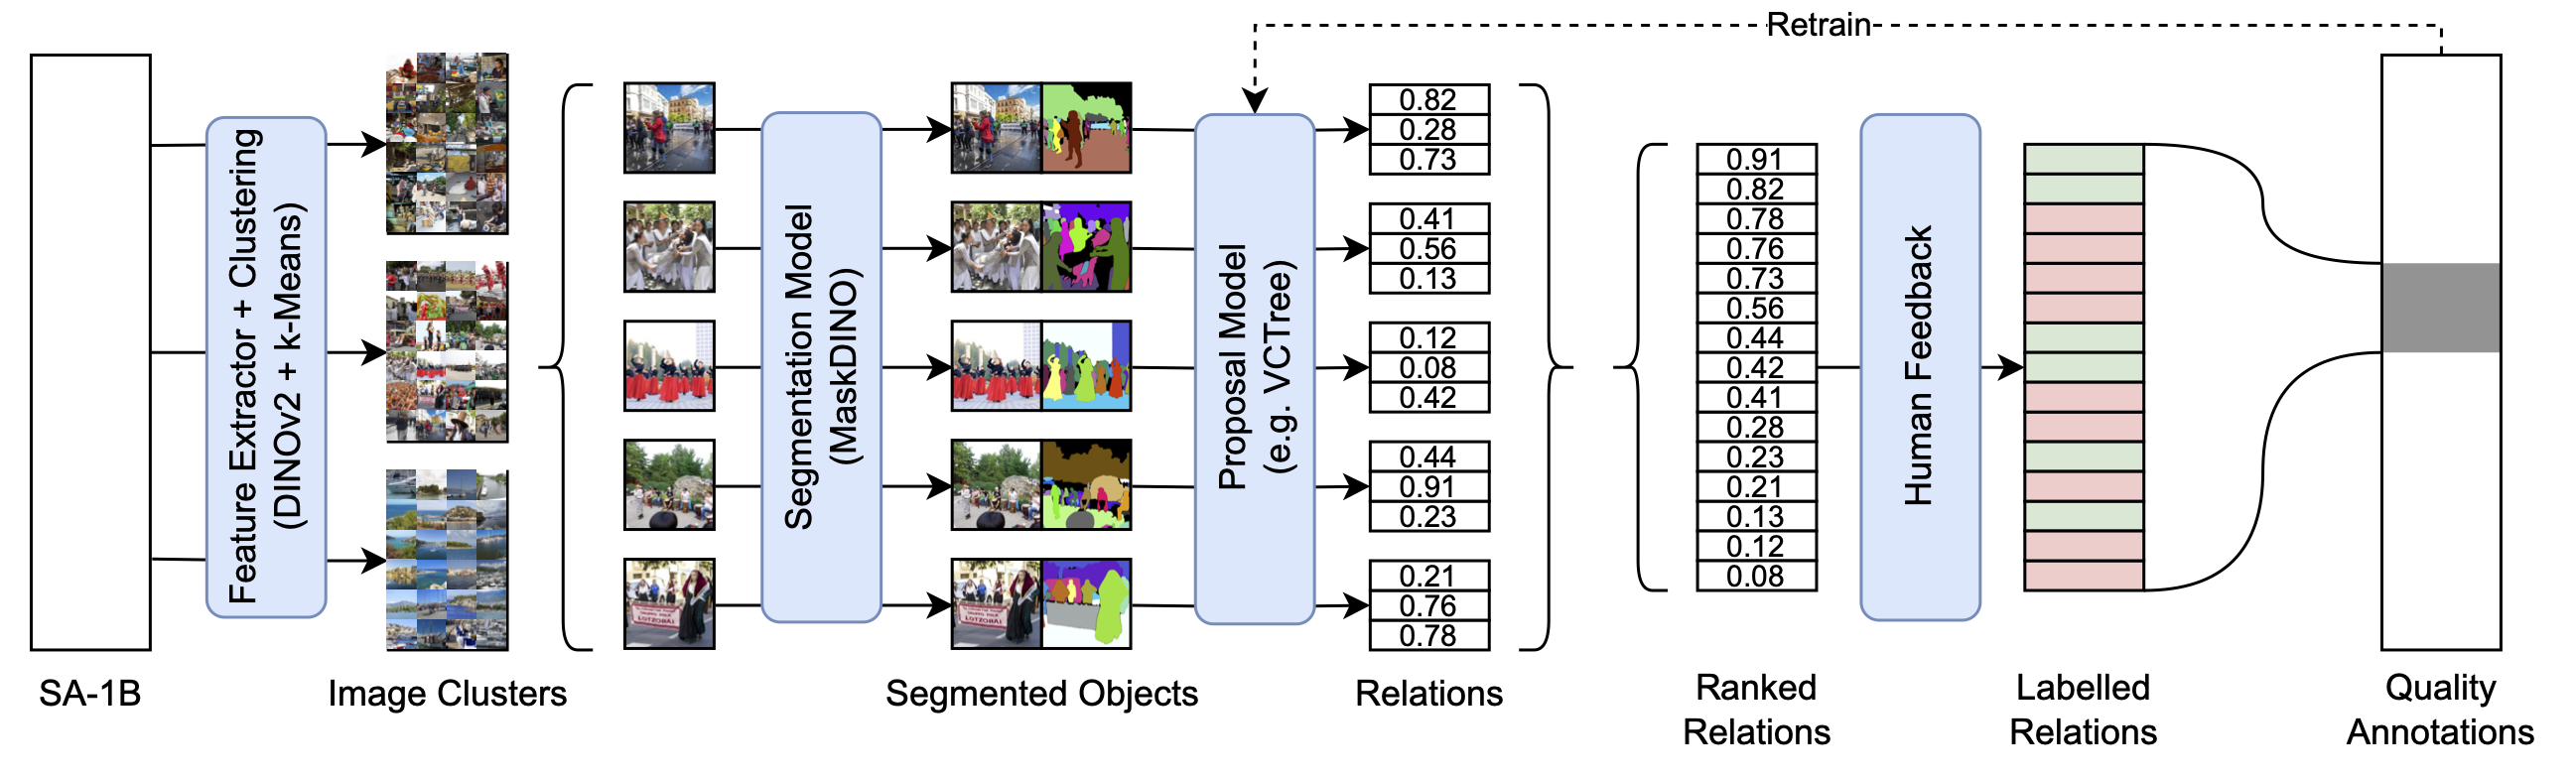 Retrain
SA-1B
Feature Extractor + Clustering
(DINOv2 + k-Means)
Image Clusters
Segmentation Model
(MaskDINO)
Segmented Objects
Proposal Model
(e.g. VCTree)
0.82
0.28
0.73
0.41
0.56
0.13
0.12
0.08
0.42
0.44
0.91
0.23
0.21
0.76
0.78
Relations
0.91
0.82
0.78
0.76
0.73
0.56
0.44
0.42
0.41
0.28
0.23
0.21
0.13
0.12
0.08
Ranked
Relations
Human Feedback
Labelled
Relations
Quality
Annotations